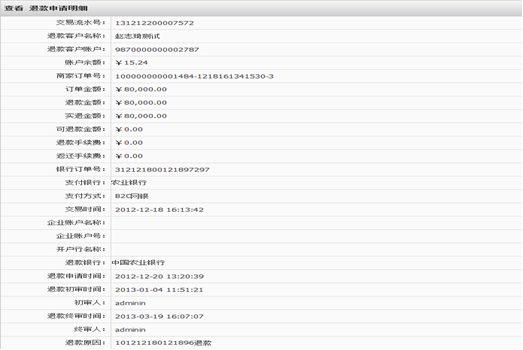 查看 退款申请明细
交易流水号： 131212200007572
退款客户名称： 赵志琦测试
退款客户账户： 9870000000002787
账户余额： ￥15.24
商家订单号： 100000000001484-1218161341530-3
订单金额： ￥80,000.00
退款金额： ￥80,000.00
实退金额： ￥80,000.00
可退款金额： ￥0.00
退款手续费： ￥0.00
返还手续费： ￥0.00
银行订单号： 312121800121897297
支付银行： 农业银行
支付方式： B2C网银
交易时间： 2012-12-18 16:13:42
企业账户名称：
企业账户号：
开户行名称：
退款银行： 中国农业银行
退款申请时间： 2012-12-20 13:20:39
退款初审时间： 2013-01-04 11:51:21
初审人： adminin
退款终审时间： 2013-03-19 16:07:07
终审人： adminin
退款原因： 101212180121896退款